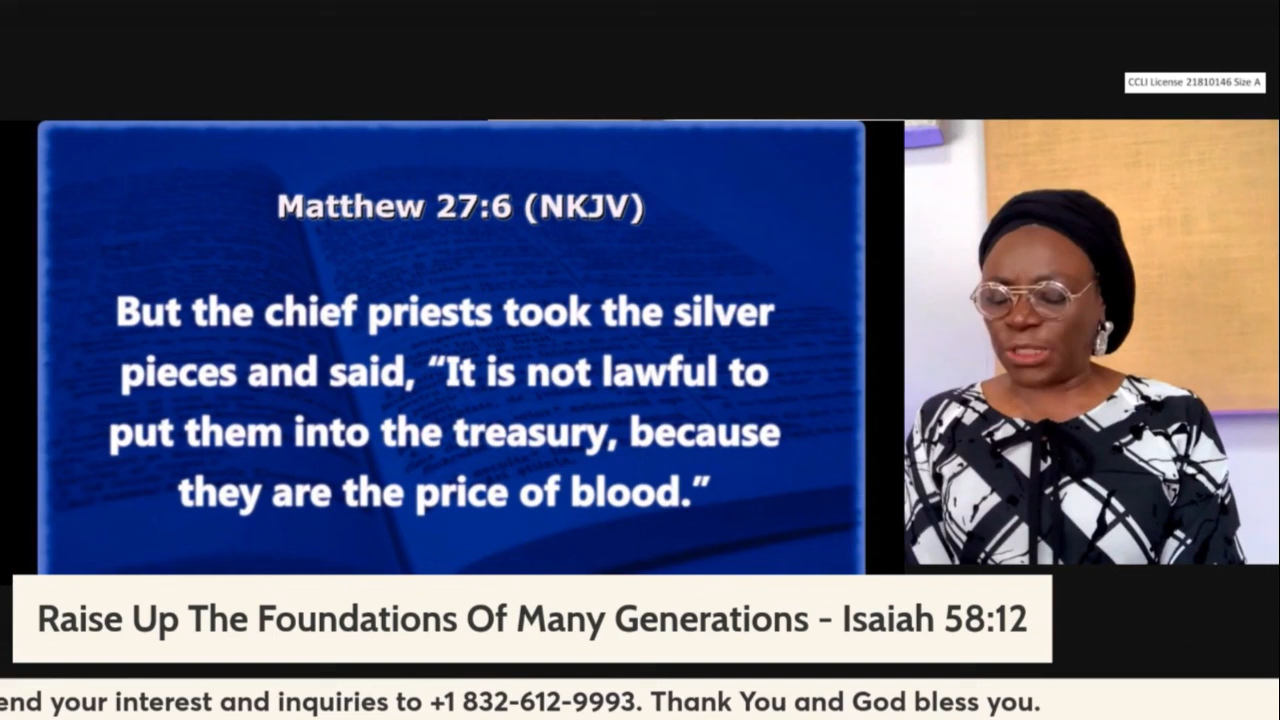 CCLI License 21810146 Size A
Matthew 27:6 (NKJV)
But the chief priests took the silver
pieces and said, “It is not lawful to
put them into the treasury, because
they are the price of blood.”
Raise Up The Foundations Of Many Generations - Isaiah 58:12
end your interest and inquiries to +1 832-612-9993. Thank You and God bless you.